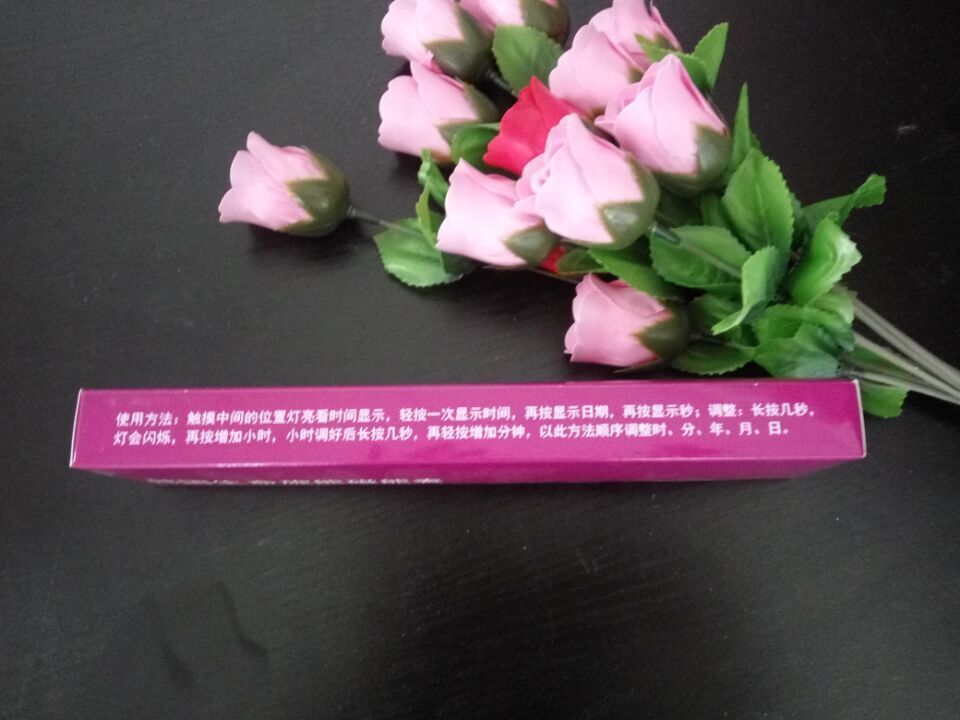 使用方法：触摸中间的位置灯亮看时间显示，轻按一次显示时间，再按显示日期，再按显示秒；调整：长按几秒，
灯会闪烁，再按增加小时，小时调好后长按几秒，再轻按增加分钟，以此方法顺序调整时、分、年、月、日。